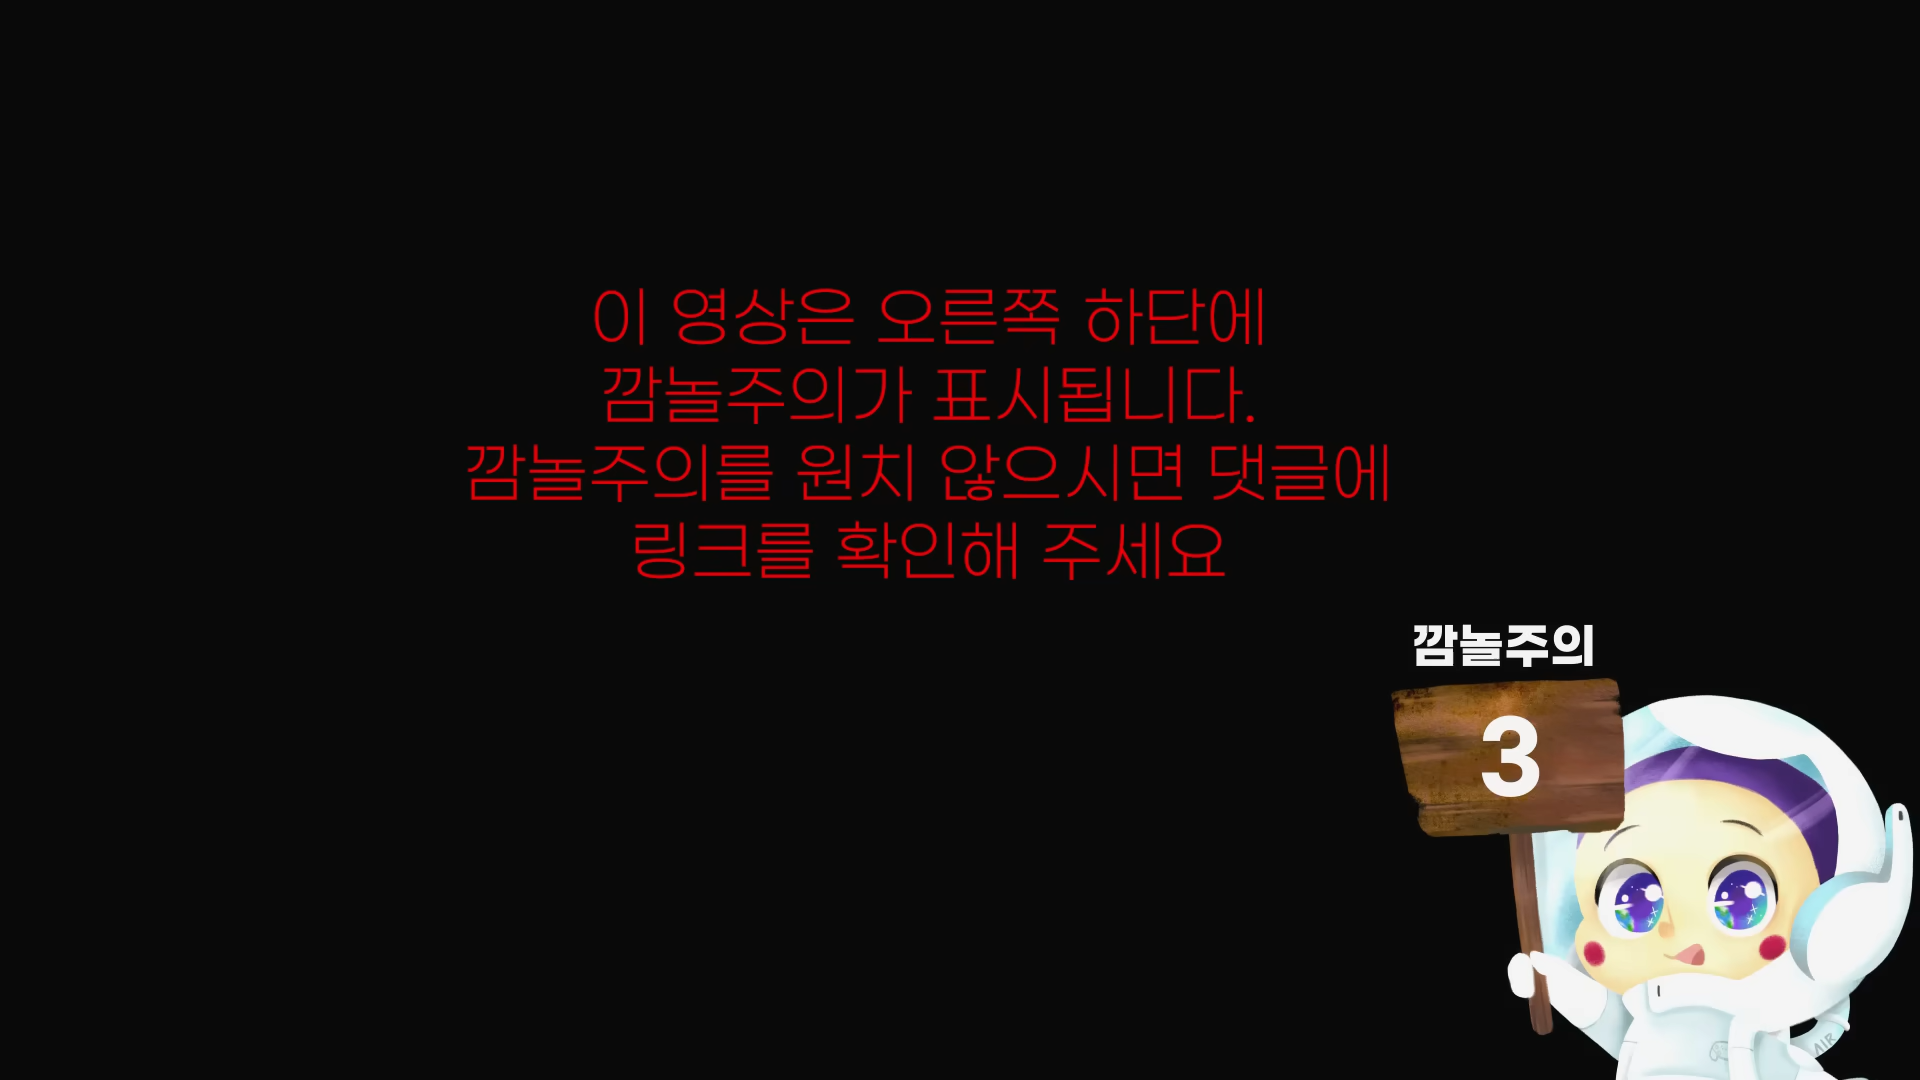 이 영상은 오른쪽 하단에
깜놀주의가 표시됩니다.
깜놀주의를 원치 않으시면 댓글에
링크를 확인해 주세요
깜놀주의
3
AIR